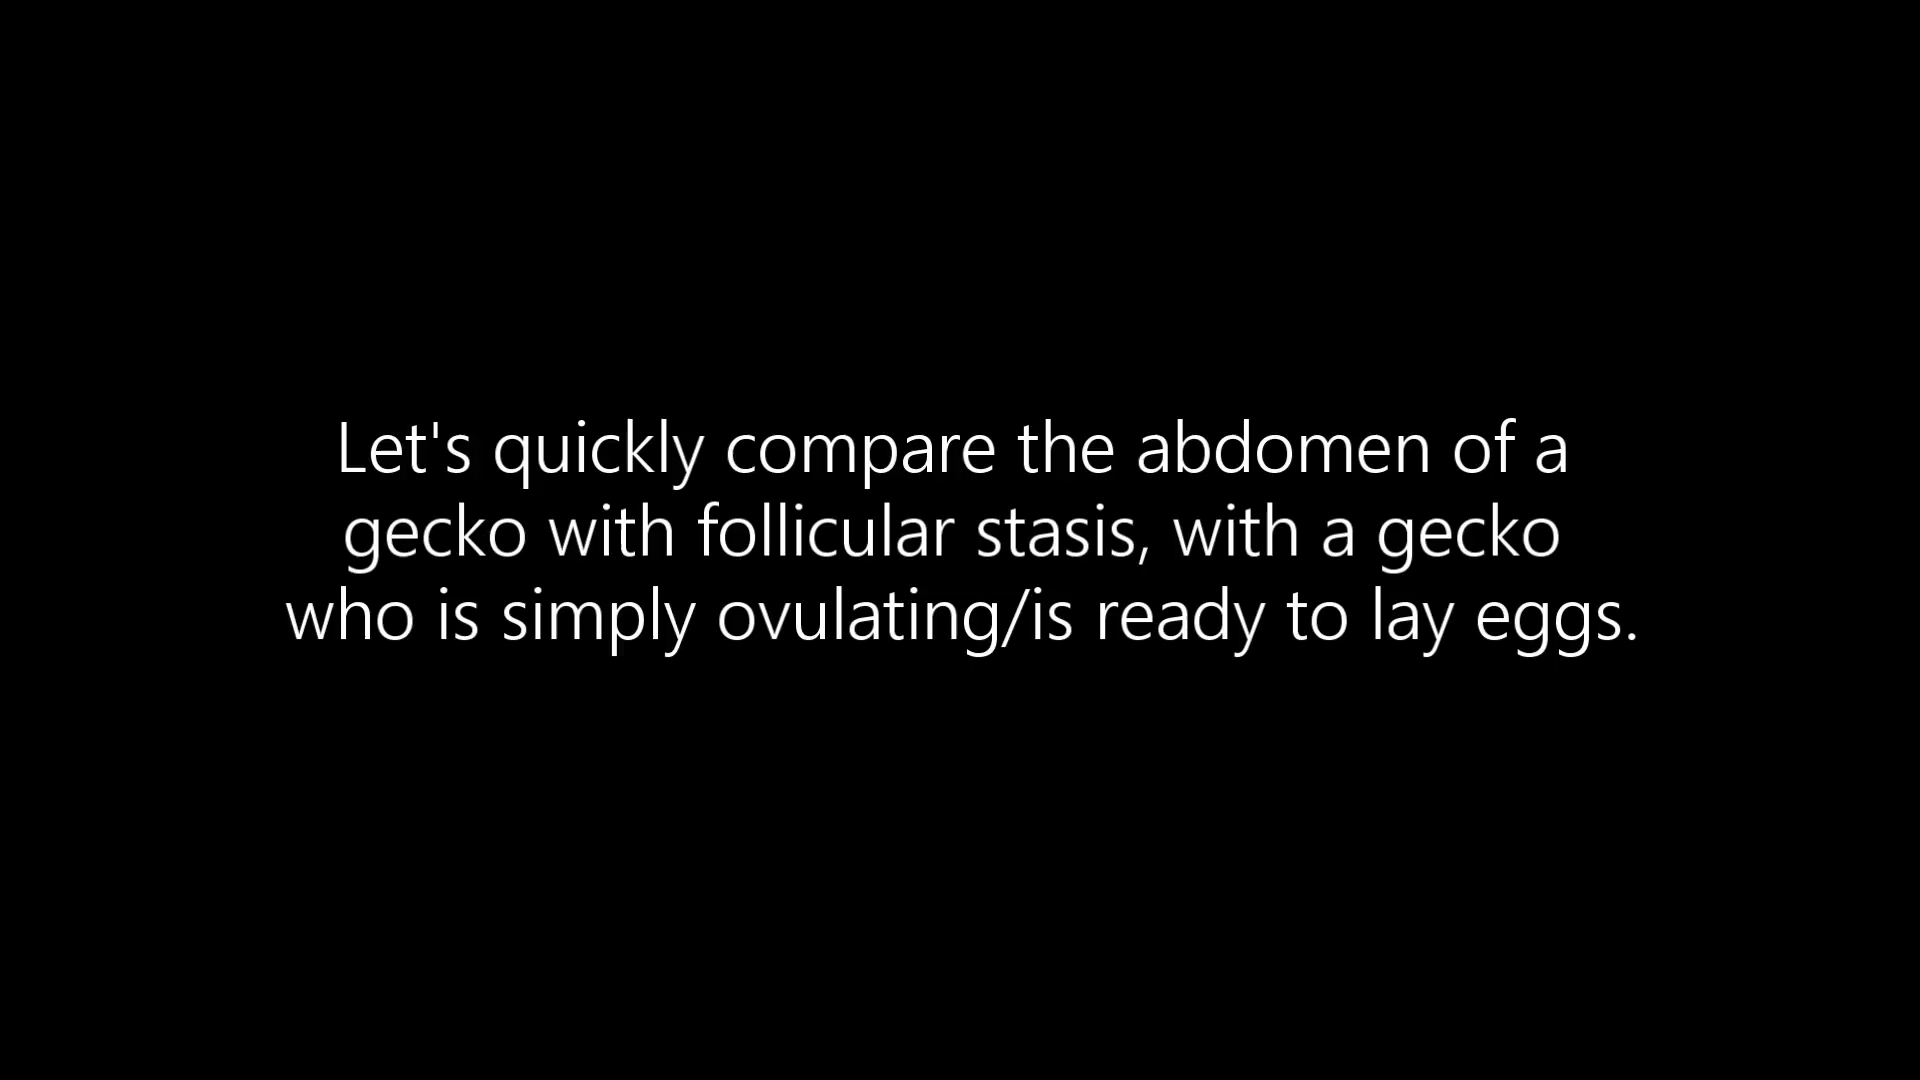 Let's quickly compare the abdomen of a
gecko with follicular stasis, with a gecko
who is simply ovulating/is ready to lay eggs.